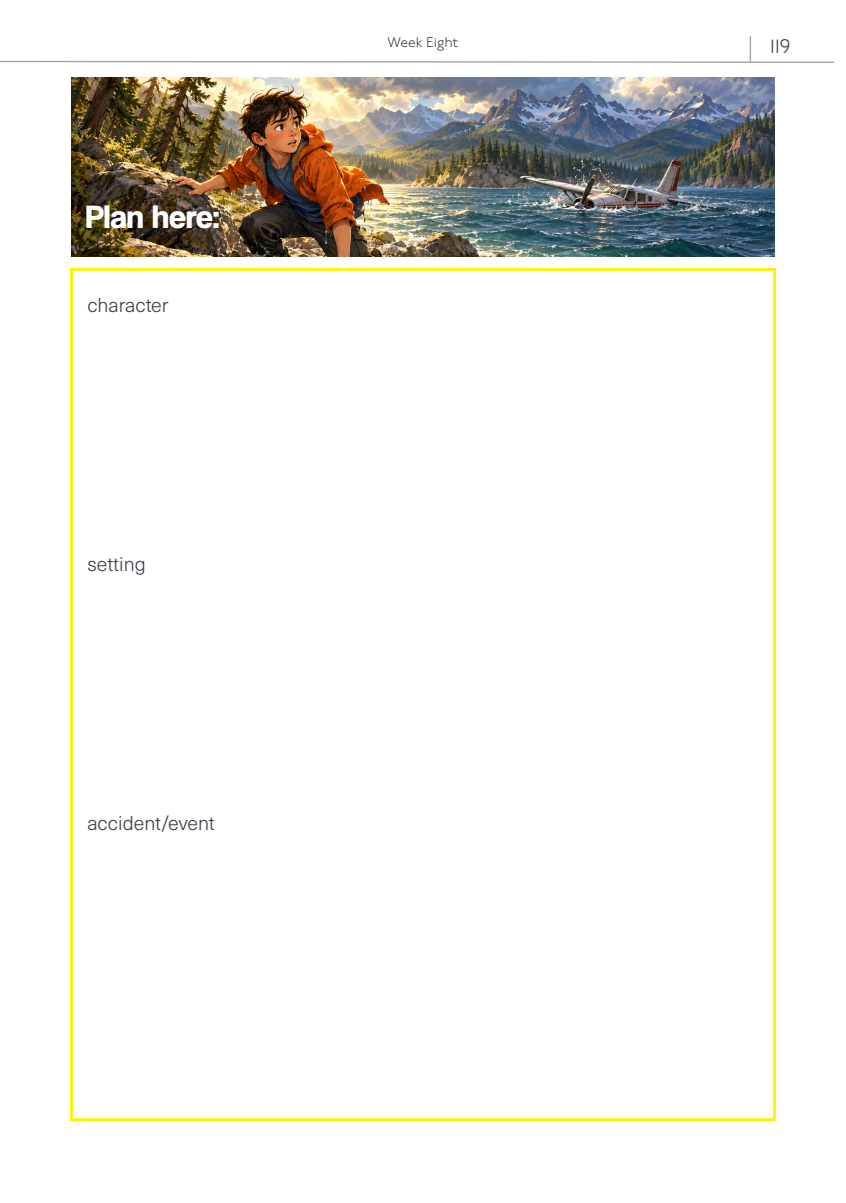 Week Eight
119
Plan here:
character
setting
accident/event